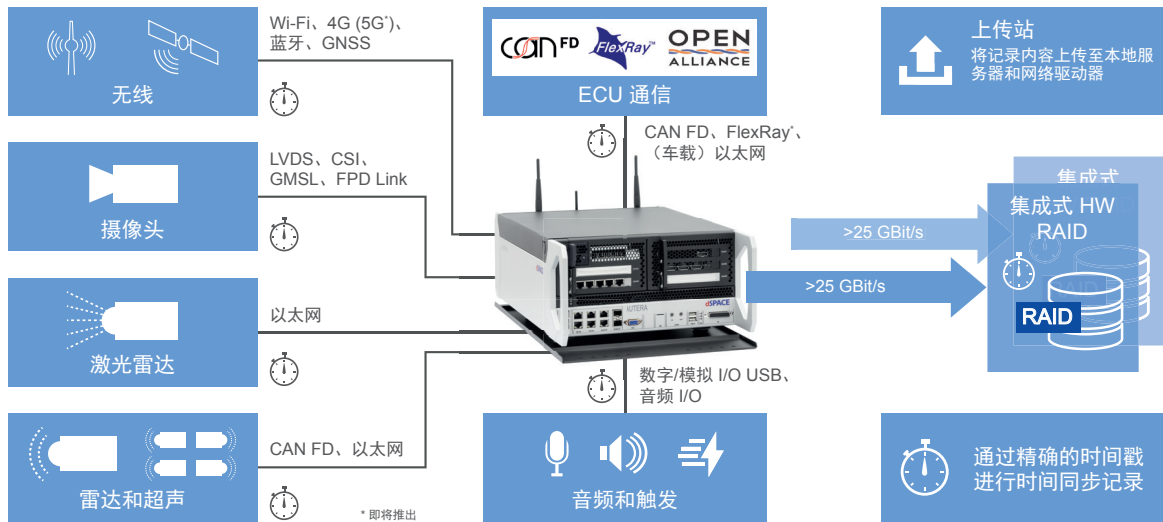 Wi-Fi、4G (5G*)、
蓝牙、GNSS
无线
LVDS、CSI、
GMSL、FPD Link
摄像头
以太网
激光雷达
CAN FD、以太网
雷达和超声
* 即将推出
can FD
FlexRay™
OPEN
ALLIANCE
ECU 通信
CAN FD、FlexRay*、
（车载）以太网
AUTERA
dSPACE
数字/模拟 I/O USB、
音频 I/O
音频和触发
>25 GBit/s
>25 GBit/s
上传站
将记录内容上传至本地服
务器和网络驱动器
集成式
集成式 HW
RAID
RAID
RAID
通过精确的时间戳
进行时间同步记录